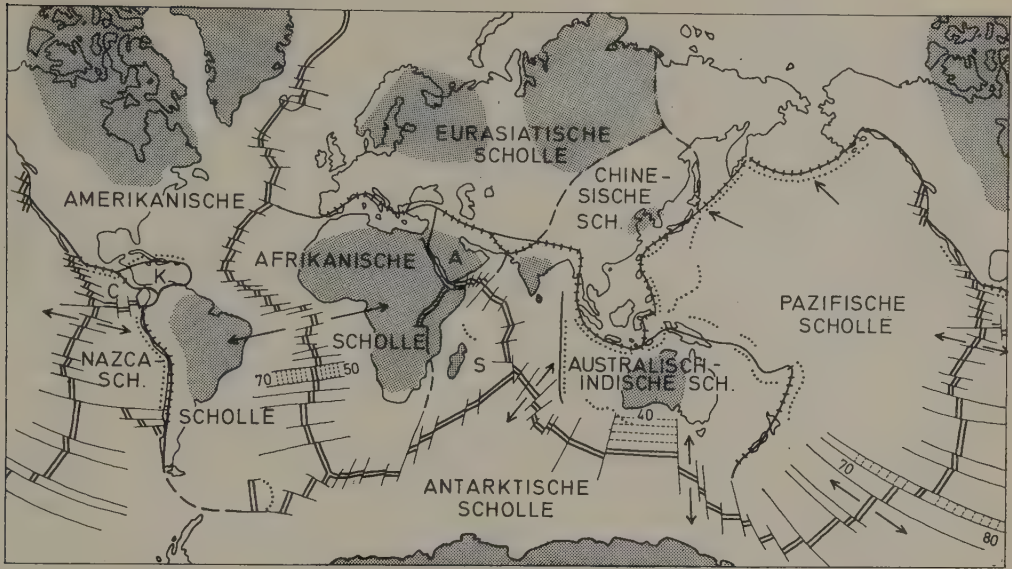 EURASIATISCHE
SCHOLLE
CHINE-
SISCHE
SCH.
AMERIKANISCHE
AFRIKANISCHE
A
K
C
PAZIFISCHE
SCHOLLE
SCHOLLE
NAZCA-
SCH.
S
AUSTRALISCH-
INDISCHE SCH.
70
50
SCHOLLE
40
ANTARKTISCHE
SCHOLLE
70
80